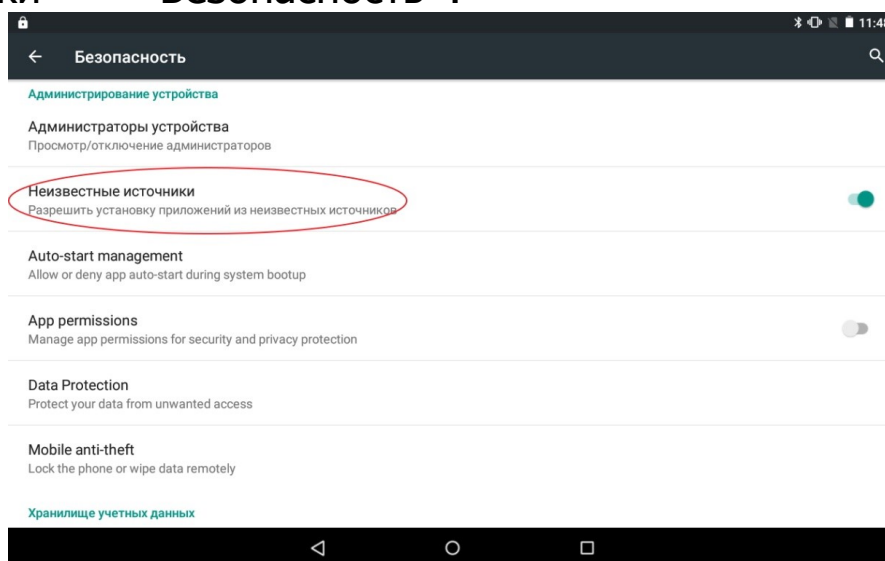 Безопасность
11:48
Безопасность
Администрирование устройства
Администраторы устройства
Просмотр/отключение администраторов
Неизвестные источники
Разрешить установку приложений из неизвестных источников
Auto-start management
Allow or deny app auto-start during system bootup
App permissions
Manage app permissions for security and privacy protection
Data Protection
Protect your data from unwanted access
Mobile anti-theft
Lock the phone or wipe data remotely
Хранилище учетных данных